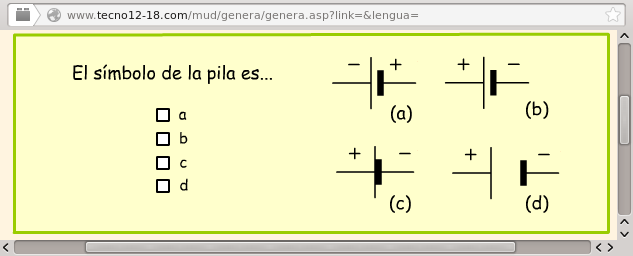 www.tecno12-18.com/mud/genera/genera.asp?link=&lengua=
El símbolo de la pila es...
a
b
c
d
− +
(a)
+ −
(b)
+ −
(c)
+ −
(d)